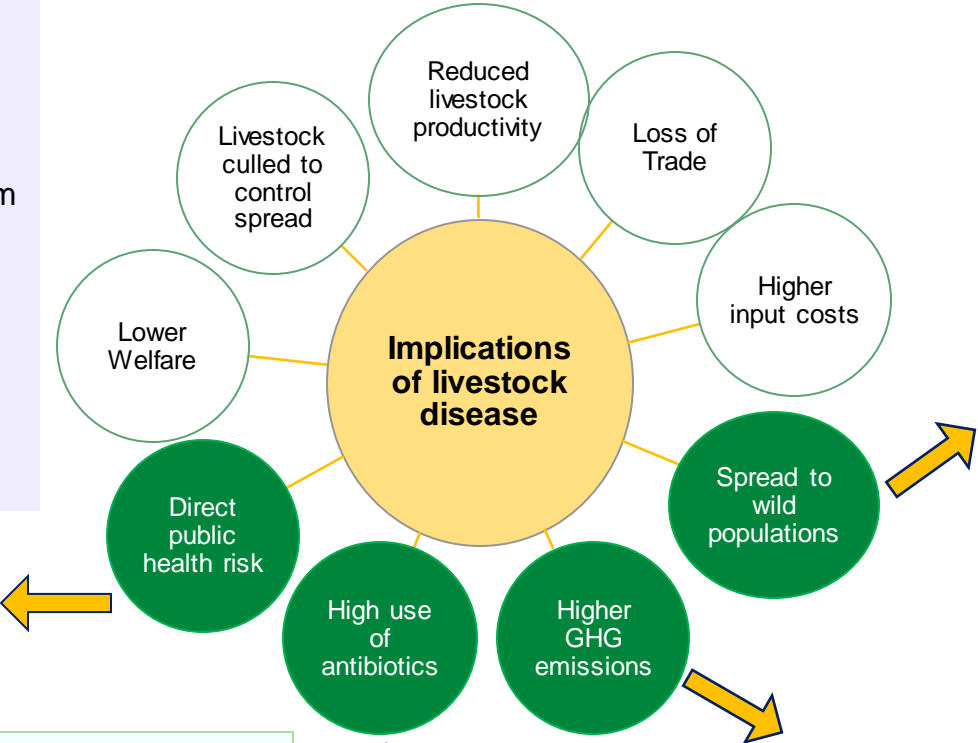 m
Reduced
livestock
productivity
Loss of
Trade
Higher
input costs
Spread to
wild
populations
Higher
GHG
emissions
High use
of
antibiotics
Direct
public
health risk
Lower
Welfare
Livestock
culled to
control
spread
Implications
of livestock
disease